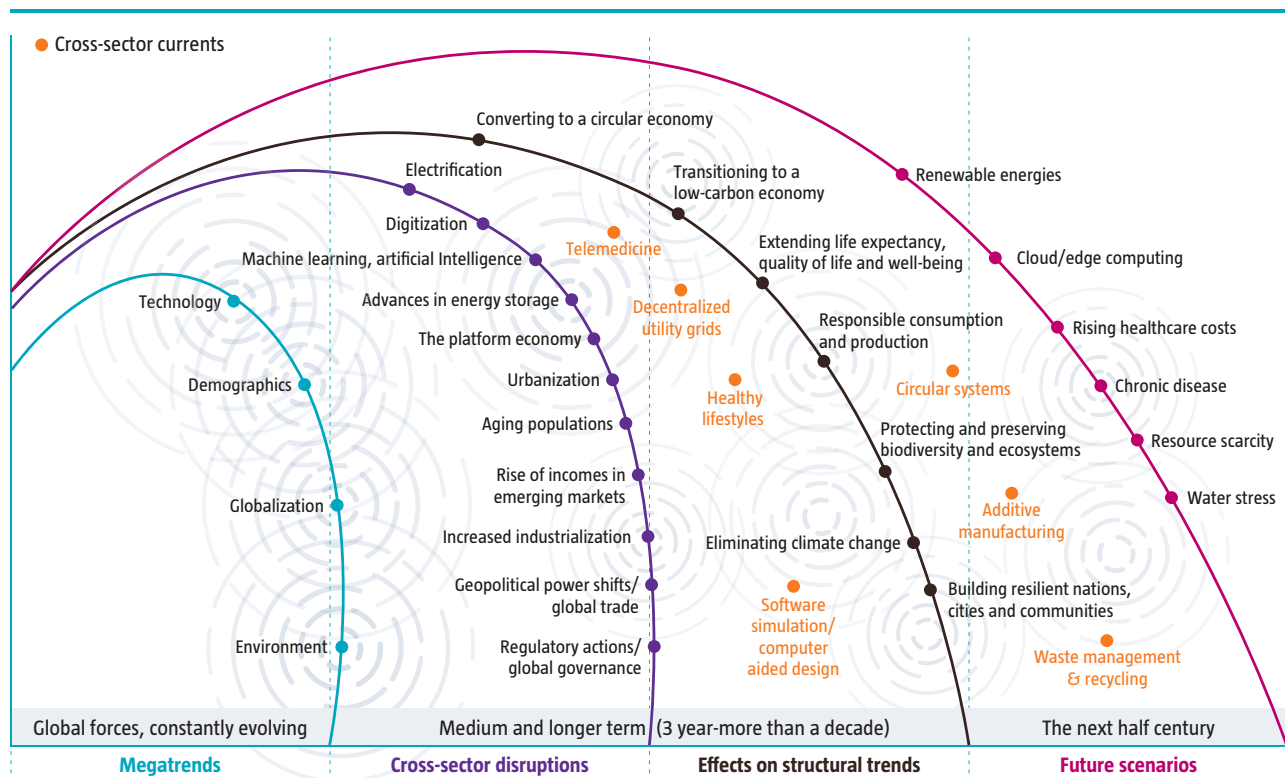 Cross-sector currents
Converting to a circular economy
Electrification
Digitization
Machine learning, artificial Intelligence
Advances in energy storage
The platform economy
Urbanization
Aging populations
Rise of incomes in
emerging markets
Increased industrialization
Geopolitical power shifts/
global trade
Regulatory actions/
global governance
Technology
Demographics
Globalization
Environment
Telemedicine
Decentralized
utility grids
Healthy
lifestyles
Software
simulation/
computer
aided design
Transitioning to a
low-carbon economy
Extending life expectancy,
quality of life and well-being
Responsible consumption
and production
Protecting and preserving
biodiversity and ecosystems
Eliminating climate change
Building resilient nations,
cities and communities
Circular systems
Additive
manufacturing
Waste management
& recycling
Renewable energies
Cloud/edge computing
Rising healthcare costs
Chronic disease
Resource scarcity
Water stress
Global forces, constantly evolving
Medium and longer term (3 year-more than a decade)
The next half century
Megatrends
Cross-sector disruptions
Effects on structural trends
Future scenarios